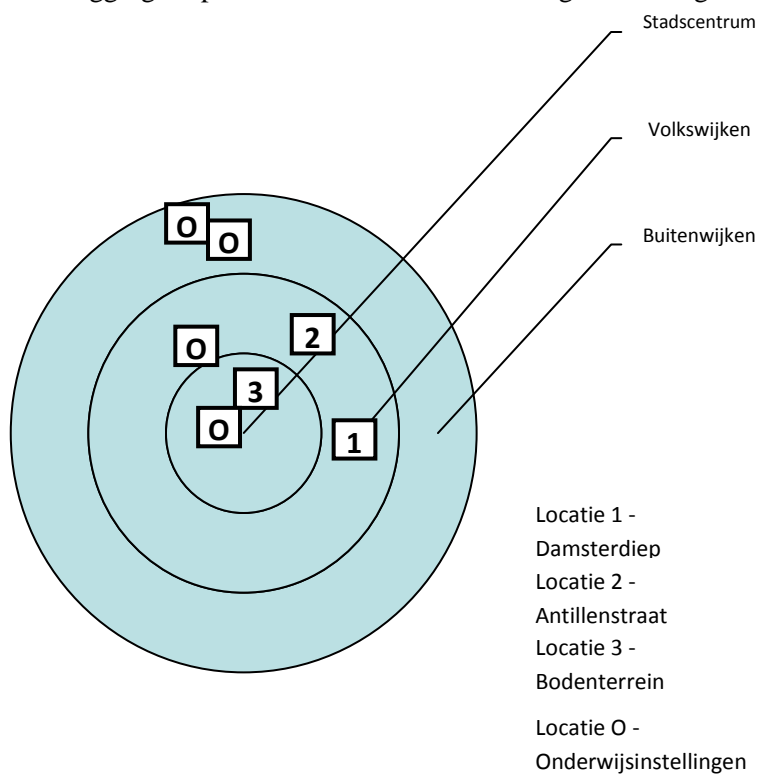 Stadscentrum
Volkswijken
Buitenwijken
O
O
O
2
3
O
1
Locatie 1 -
Damsterdiep
Locatie 2 -
Antillenstraat
Locatie 3 -
Bodenterrein
Locatie O -
Onderwijsinstellingen